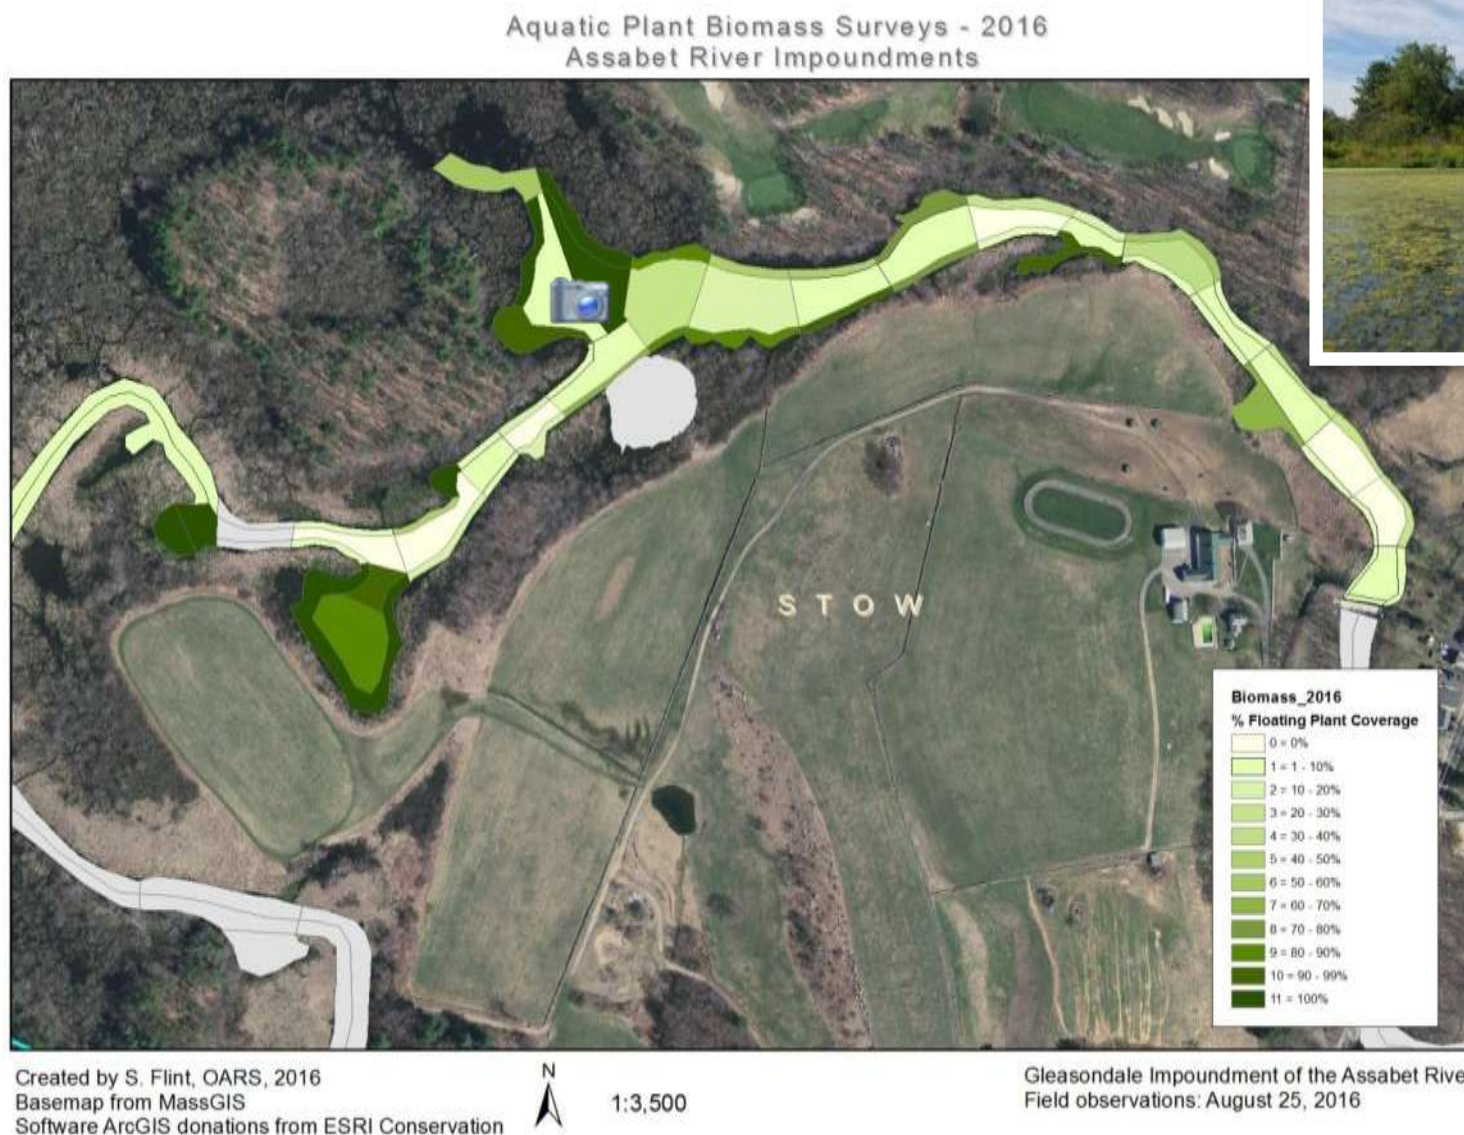 Aquatic Plant Biomass Surveys - 2016
Assabet River Impoundments
STOW
Biomass_2016
% Floating Plant Coverage
0 = 0%
1 = 1 - 10%
2 = 10 - 20%
3 = 20 - 30%
4 = 30 - 40%
5 = 40 - 50%
6 = 50 - 60%
7 = 60 - 70%
8 = 70 - 80%
9 = 80 - 90%
10 = 90 - 99%
11 = 100%
Created by S. Flint, OARS, 2016
Basemap from MassGIS
Software ArcGIS donations from ESRI Conservation
N
1:3,500
Gleasondale Impoundment of the Assabet Rive
Field observations: August 25, 2016